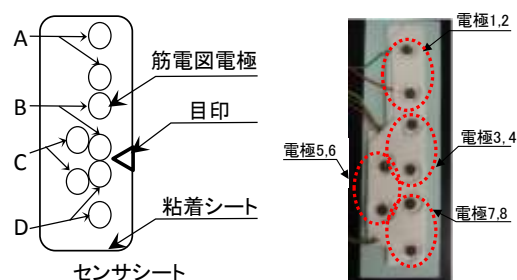 A
筋電図電極
B
目印
C
粘着シート
D
センサシート
電極1,2
電極3,4
電極5,6
電極7,8